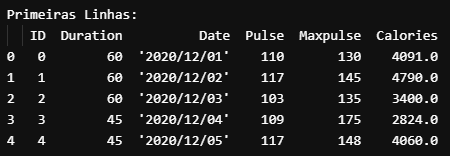 Primeiras Linhas:
ID Duration Date Pulse Maxpulse Calories
0 0 60 '2020/12/01' 110 130 4091.0
1 1 60 '2020/12/02' 117 145 4790.0
2 2 60 '2020/12/03' 103 135 3400.0
3 3 45 '2020/12/04' 109 175 2824.0
4 4 45 '2020/12/05' 117 148 4060.0